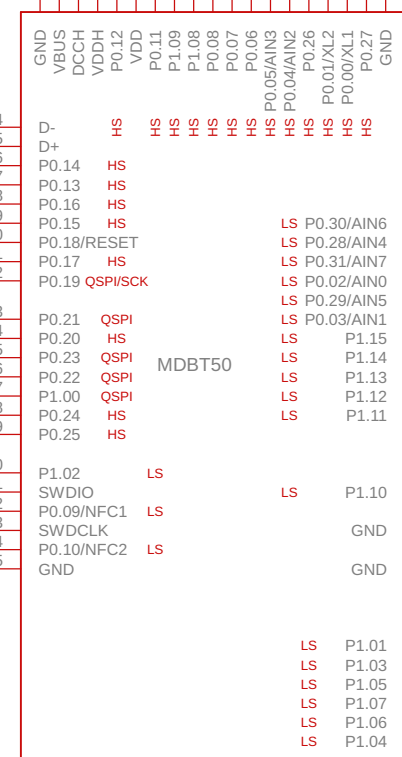 GND
VBUS
DCCH
VDDH
P0.12
VDD
P0.11
P1.09
P1.08
P0.08
P0.07
P0.06
P0.05/AIN3
P0.04/AIN2
P0.26
P0.01/XL2
P0.00/XL1
P0.27
GND
D- HS HS HS HS HS HS HS HS HS HS HS HS HS
D+
P0.14 HS
P0.13 HS
P0.16 HS
P0.15 HS LS P0.30/AIN6
P0.18/RESET LS P0.28/AIN4
P0.17 HS LS P0.31/AIN7
P0.19 QSPI/SCK LS P0.02/AIN0
LS P0.29/AIN5
P0.21 QSPI LS P0.03/AIN1
P0.20 HS LS P1.15
P0.23 QSPI LS P1.14
MDBT50
P0.22 QSPI LS P1.13
P1.00 QSPI LS P1.12
P0.24 HS LS P1.11
P0.25 HS
P1.02 LS
SWDIO LS P1.10
P0.09/NFC1 LS
SWDCLK GND
P0.10/NFC2 LS
GND GND
LS P1.01
LS P1.03
LS P1.05
LS P1.07
LS P1.06
LS P1.04